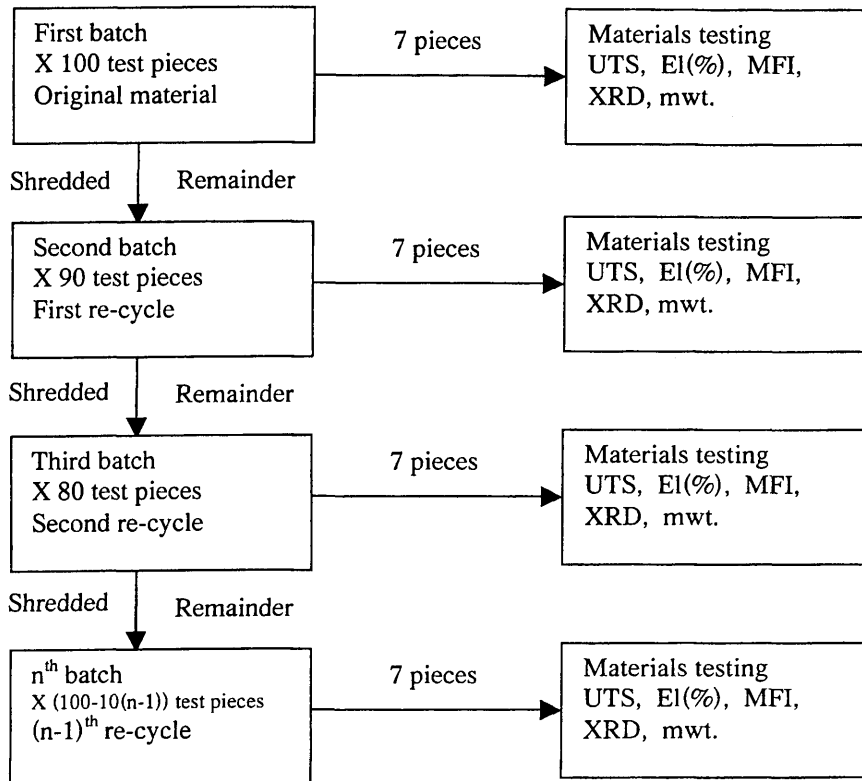 First batch
X 100 test pieces
Original material
7 pieces
Materials testing
UTS, El(%), MFI,
XRD, mwt.
Shredded Remainder
Second batch
X 90 test pieces
First re-cycle
7 pieces
Materials testing
UTS, El(%), MFI,
XRD, mwt.
Shredded Remainder
Third batch
X 80 test pieces
Second re-cycle
7 pieces
Materials testing
UTS, El(%), MFI,
XRD, mwt.
Shredded Remainder
nth batch
X (100-10(n-1)) test pieces
(n-1)th re-cycle
7 pieces
Materials testing
UTS, El(%), MFI,
XRD, mwt.